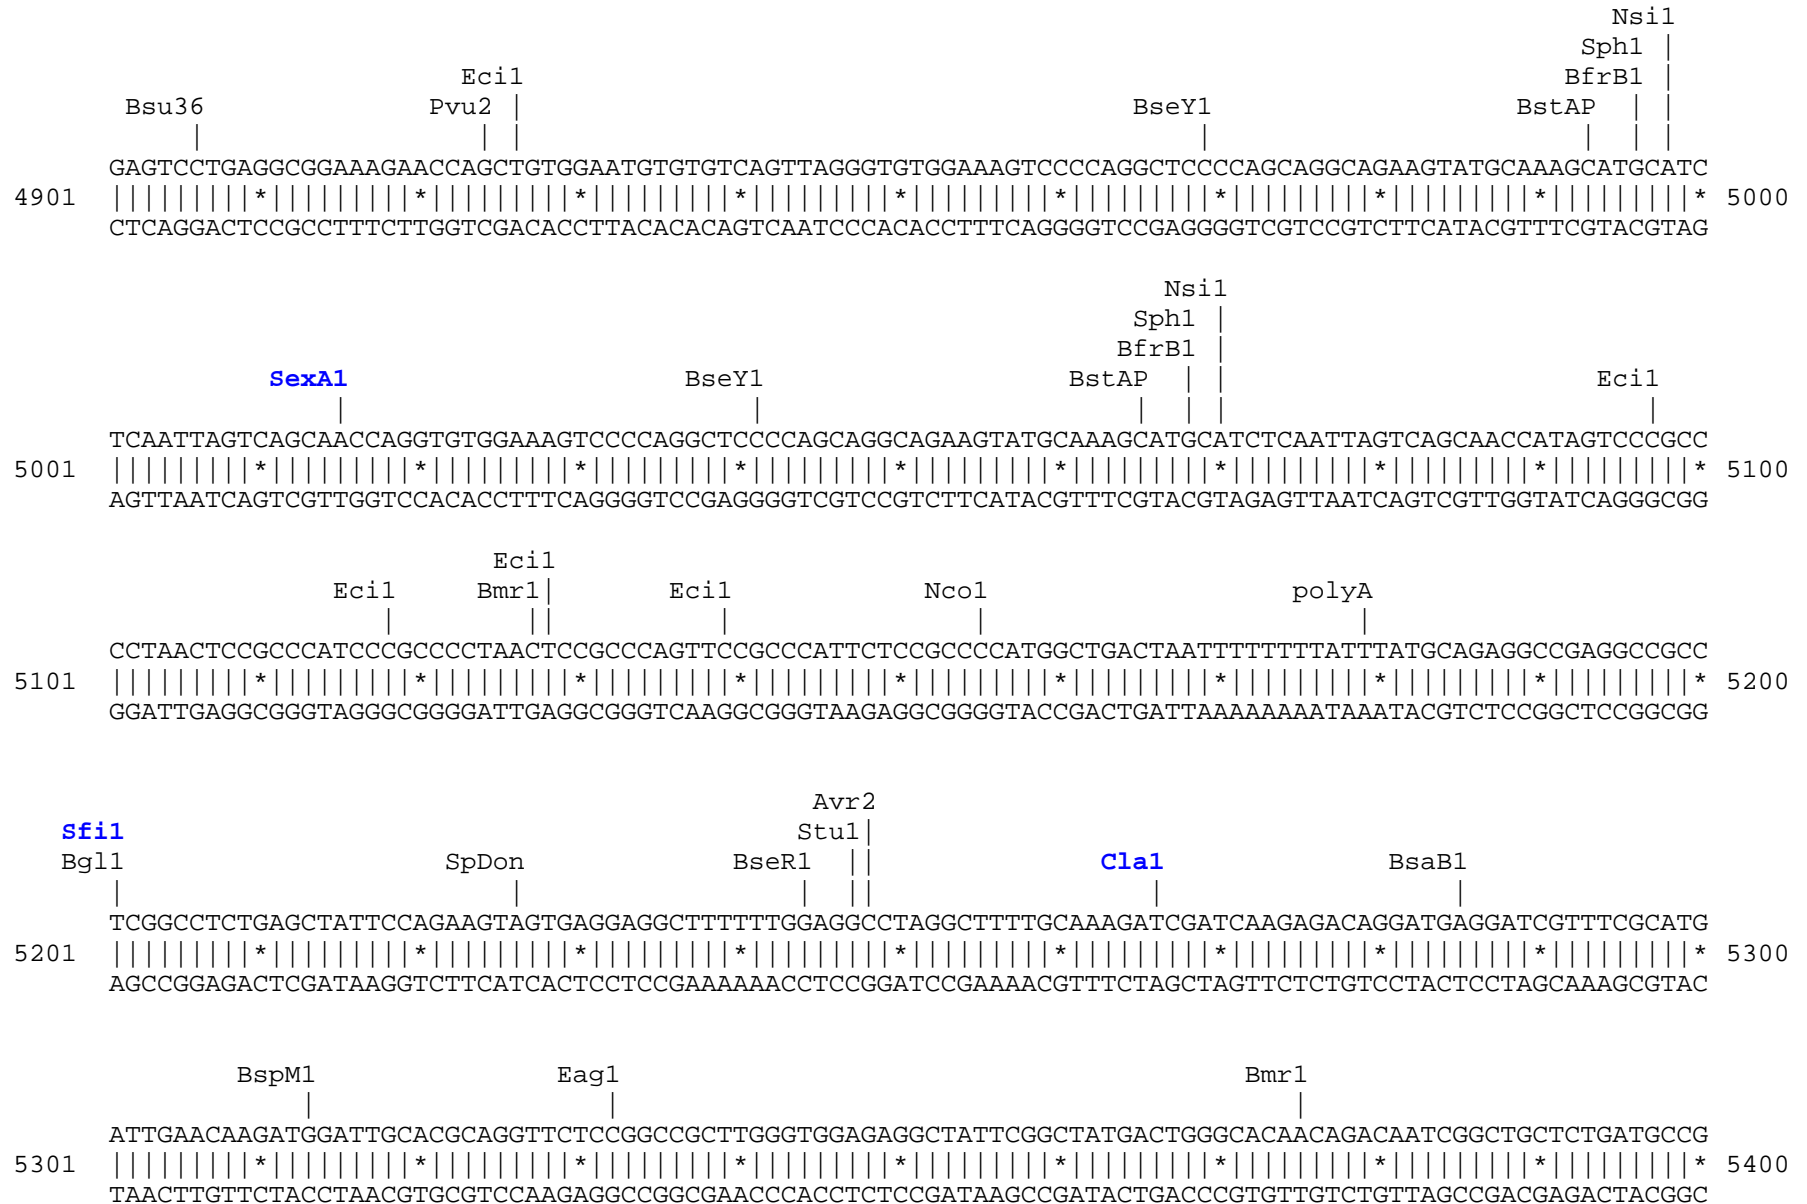 Nsi1
Sph1 |
Eci1 BfrB1 |
Bsu36 Pvu2 | BseY1 BstAP | |
| | | | | | |
GAGTCCTGAGGCGGAAAGAACCAGCTGTGGAATGTGTGTCAGTTAGGGTGTGGAAAGTCCCCAGGCTCCCCAGCAGGCAGAAGTATGCAAAGCATGCATC
4901 |||||||||*|||||||||*|||||||||*|||||||||*|||||||||*|||||||||*|||||||||*|||||||||*|||||||||*|||||||||* 5000
CTCAGGACTCCGCCTTTCTTGGTCGACACCTTACACACAGTCAATCCCACACCTTTCAGGGGTCCGAGGGGTCGTCCGTCTTCATACGTTTCGTACGTAG
Nsi1
Sph1 |
BfrB1 |
SexA1 BseY1 BstAP | | Eci1
| | | | | |
TCAATTAGTCAGCAACCAGGTGTGGAAAGTCCCCAGGCTCCCCAGCAGGCAGAAGTATGCAAAGCATGCATCTCAATTAGTCAGCAACCATAGTCCCGCC
5001 |||||||||*|||||||||*|||||||||*|||||||||*|||||||||*|||||||||*|||||||||*|||||||||*|||||||||*|||||||||* 5100
AGTTAATCAGTCGTTGGTCCACACCTTTCAGGGGTCCGAGGGGTCGTCCGTCTTCATACGTTTCGTACGTAGAGTTAATCAGTCGTTGGTATCAGGGCGG
Eci1
Eci1 Bmr1| Eci1 Nco1 polyA
| || | | |
CCTAACTCCGCCCATCCCGCCCCTAACTCCGCCCAGTTCCGCCCATTCTCCGCCCCATGGCTGACTAATTTTTTTTATTTATGCAGAGGCCGAGGCCGCC
5101 |||||||||*|||||||||*|||||||||*|||||||||*|||||||||*|||||||||*|||||||||*|||||||||*|||||||||*|||||||||* 5200
GGATTGAGGCGGGTAGGGCGGGGATTGAGGCGGGTCAAGGCGGGTAAGAGGCGGGGTACCGACTGATTAAAAAAAATAAATACGTCTCCGGCTCCGGCGG
Avr2
Sfi1 Stu1|
Bgl1 SpDon BseR1 || Cla1 BsaB1
| | | || | |
TCGGCCTCTGAGCTATTCCAGAAGTAGTGAGGAGGCTTTTTTGGAGGCCTAGGCTTTTGCAAAGATCGATCAAGAGACAGGATGAGGATCGTTTCGCATG
5201 |||||||||*|||||||||*|||||||||*|||||||||*|||||||||*|||||||||*|||||||||*|||||||||*|||||||||*|||||||||* 5300
AGCCGGAGACTCGATAAGGTCTTCATCACTCCTCCGAAAAAACCTCCGGATCCGAAAACGTTTCTAGCTAGTTCTCTGTCCTACTCCTAGCAAAGCGTAC
BspM1 Eag1 Bmr1
| | |
ATTGAACAAGATGGATTGCACGCAGGTTCTCCGGCCGCTTGGGTGGAGAGGCTATTCGGCTATGACTGGGCACAACAGACAATCGGCTGCTCTGATGCCG
5301 |||||||||*|||||||||*|||||||||*|||||||||*|||||||||*|||||||||*|||||||||*|||||||||*|||||||||*|||||||||* 5400
TAACTTGTTCTACCTAACGTGCGTCCAAGAGGCCGGCGAACCCACCTCTCCGATAAGCCGATACTGACCCGTGTTGTCTGTTAGCCGACGAGACTACGGC